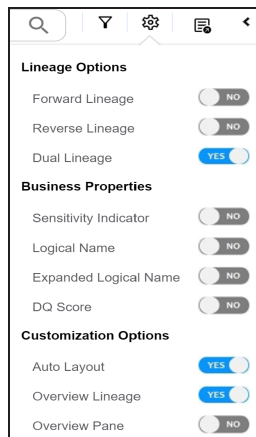 Lineage Options
Forward Lineage NO
Reverse Lineage NO
Dual Lineage YES
Business Properties
Sensitivity Indicator NO
Logical Name NO
Expanded Logical Name NO
DQ Score NO
Customization Options
Auto Layout YES
Overview Lineage YES
Overview Pane NO